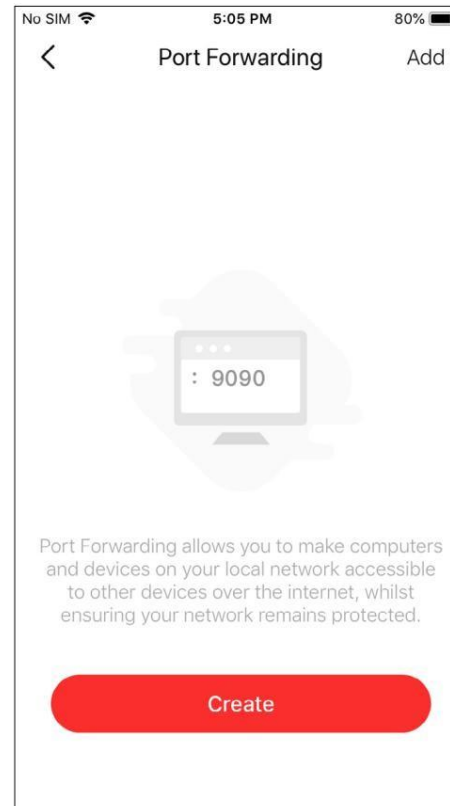 No SIM 5:05 PM 80%
Port Forwarding Add
: 9090
Port Forwarding allows you to make computers
and devices on your local network accessible
to other devices over the internet, whilst
ensuring your network remains protected.
Create